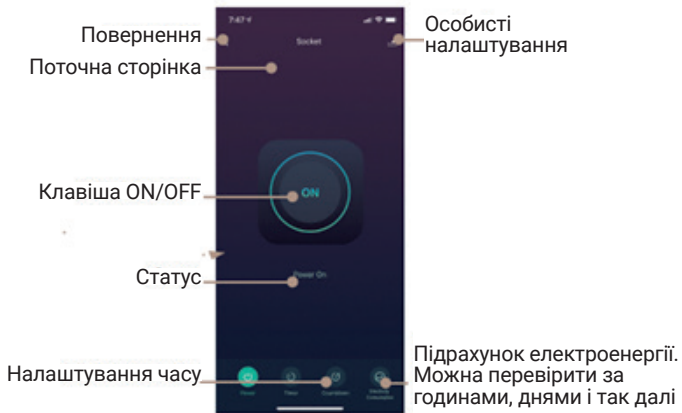 Повернення
Поточна сторінка
Клавіша ON/OFF
Статус
Налаштування часу
7:47
Socket
ON
Power On
Timer
Countdown
Особисті
налаштування
Підрахунок електроенергії.
Можна перевірити за
годинами, днями і так далі